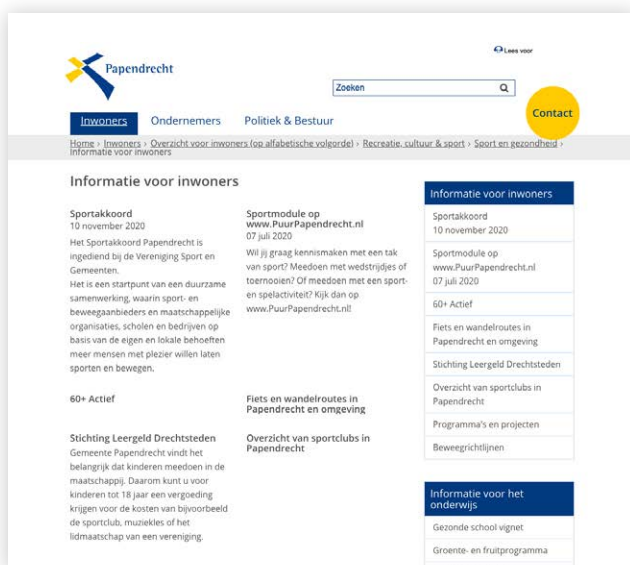 Lees voor
Papendrecht
Zoeken
Contact
Inwoners Ondernemers Politiek & Bestuur
Home › Inwoners › Overzicht voor inwoners (op alfabetische volgorde) › Recreatie, cultuur & sport › Sport en gezondheid ›
Informatie voor inwoners
Informatie voor inwoners
Sportakkoord
10 november 2020
Het Sportakkoord Papendrecht is
ingediend bij de Vereniging Sport en
Gemeenten.
Het is een startpunt van een duurzame
samenwerking, waarin sport- en
beweegaanbieders en maatschappelijke
organisaties, scholen en bedrijven op
basis van de eigen en lokale behoeften
meer mensen met plezier willen laten
sporten en bewegen.
Sportmodule op
www.PuurPapendrecht.nl
07 juli 2020
Wil jij graag kennismaken met een tak
van sport? Meedoen met wedstrijdjes of
toernooien? Of meedoen met een sport-
en spelactiviteit? Kijk dan op
www.PuurPapendrecht.nl!
60+ Actief
Fiets en wandelroutes in
Papendrecht en omgeving
Stichting Leergeld Drechtsteden
Gemeente Papendrecht vindt het
belangrijk dat kinderen meedoen in de
maatschappij. Daarom kunt u voor
kinderen tot 18 jaar een vergoeding
krijgen voor de kosten van bijvoorbeeld
de sportclub, muziekles of het
lidmaatschap van een vereniging.
Overzicht van sportclubs in
Papendrecht
Informatie voor inwoners
Sportakkoord
10 november 2020
Sportmodule op
www.PuurPapendrecht.nl
07 juli 2020
60+ Actief
Fiets en wandelroutes in
Papendrecht en omgeving
Stichting Leergeld Drechtsteden
Overzicht van sportclubs in
Papendrecht
Programma's en projecten
Beweegrichtlijnen
Informatie voor het
onderwijs
Gezonde school vignet
Groente- en fruitprogramma